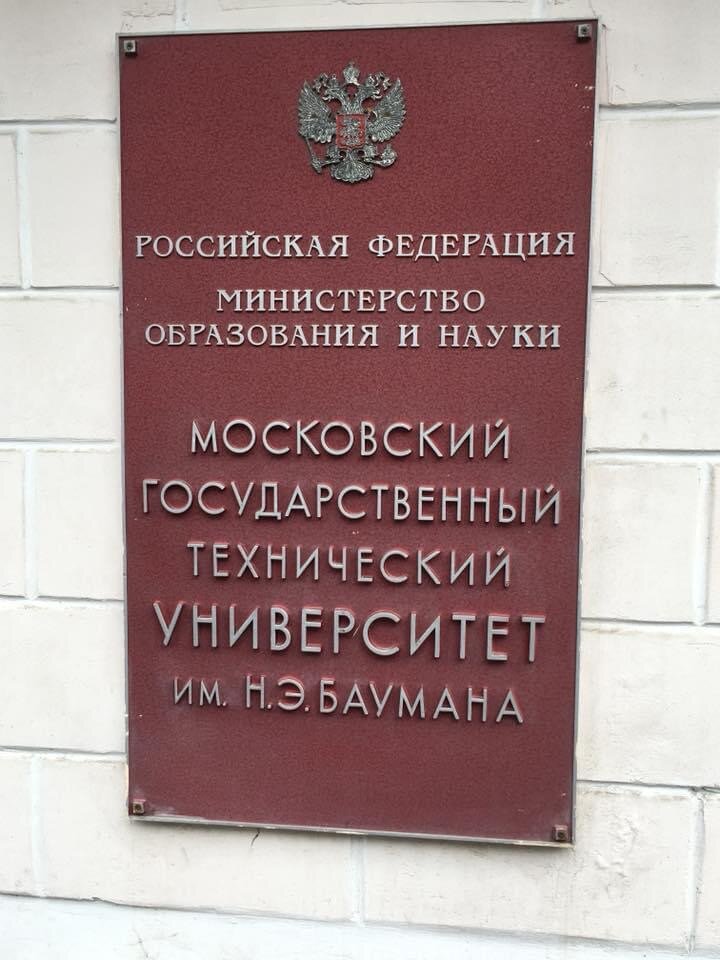 РОССИЙСКАЯ ФЕДЕРАЦИЯ
МИНИСТЕРСТВО
ОБРАЗОВАНИЯ И НАУКИ
МОСКОВСКИЙ
ГОСУДАРСТВЕННЫЙ
ТЕХНИЧЕСКИЙ
УНИВЕРСИТЕТ
ИМ. Н.Э.БАУМАНА